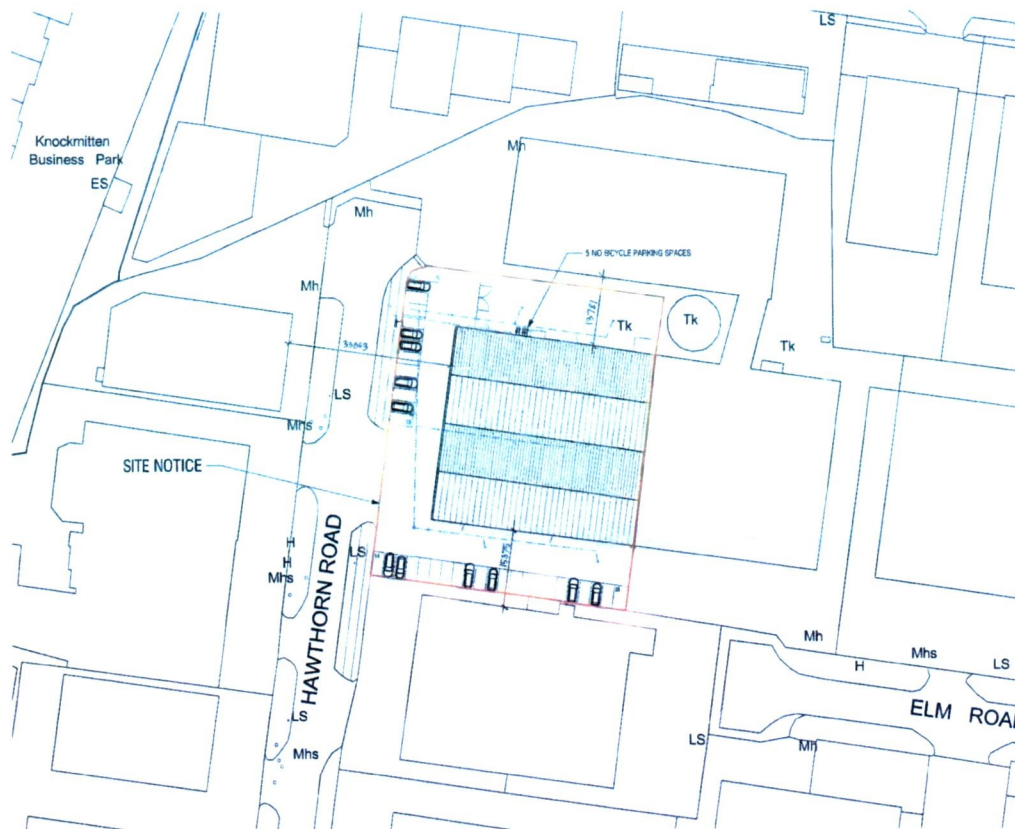 LS
Knockmitten
Business Park
ES
Mh
Mh
5 NO BICYCLE PARKING SPACES
Mh
Tk
Tk
Tk
LS
Mhs
SITE NOTICE
HAWTHORN ROAD
H
H
Mhs
LS
Mh
Mhs
LS
H
ELM ROAD
LS
Mhs
LS
Mh